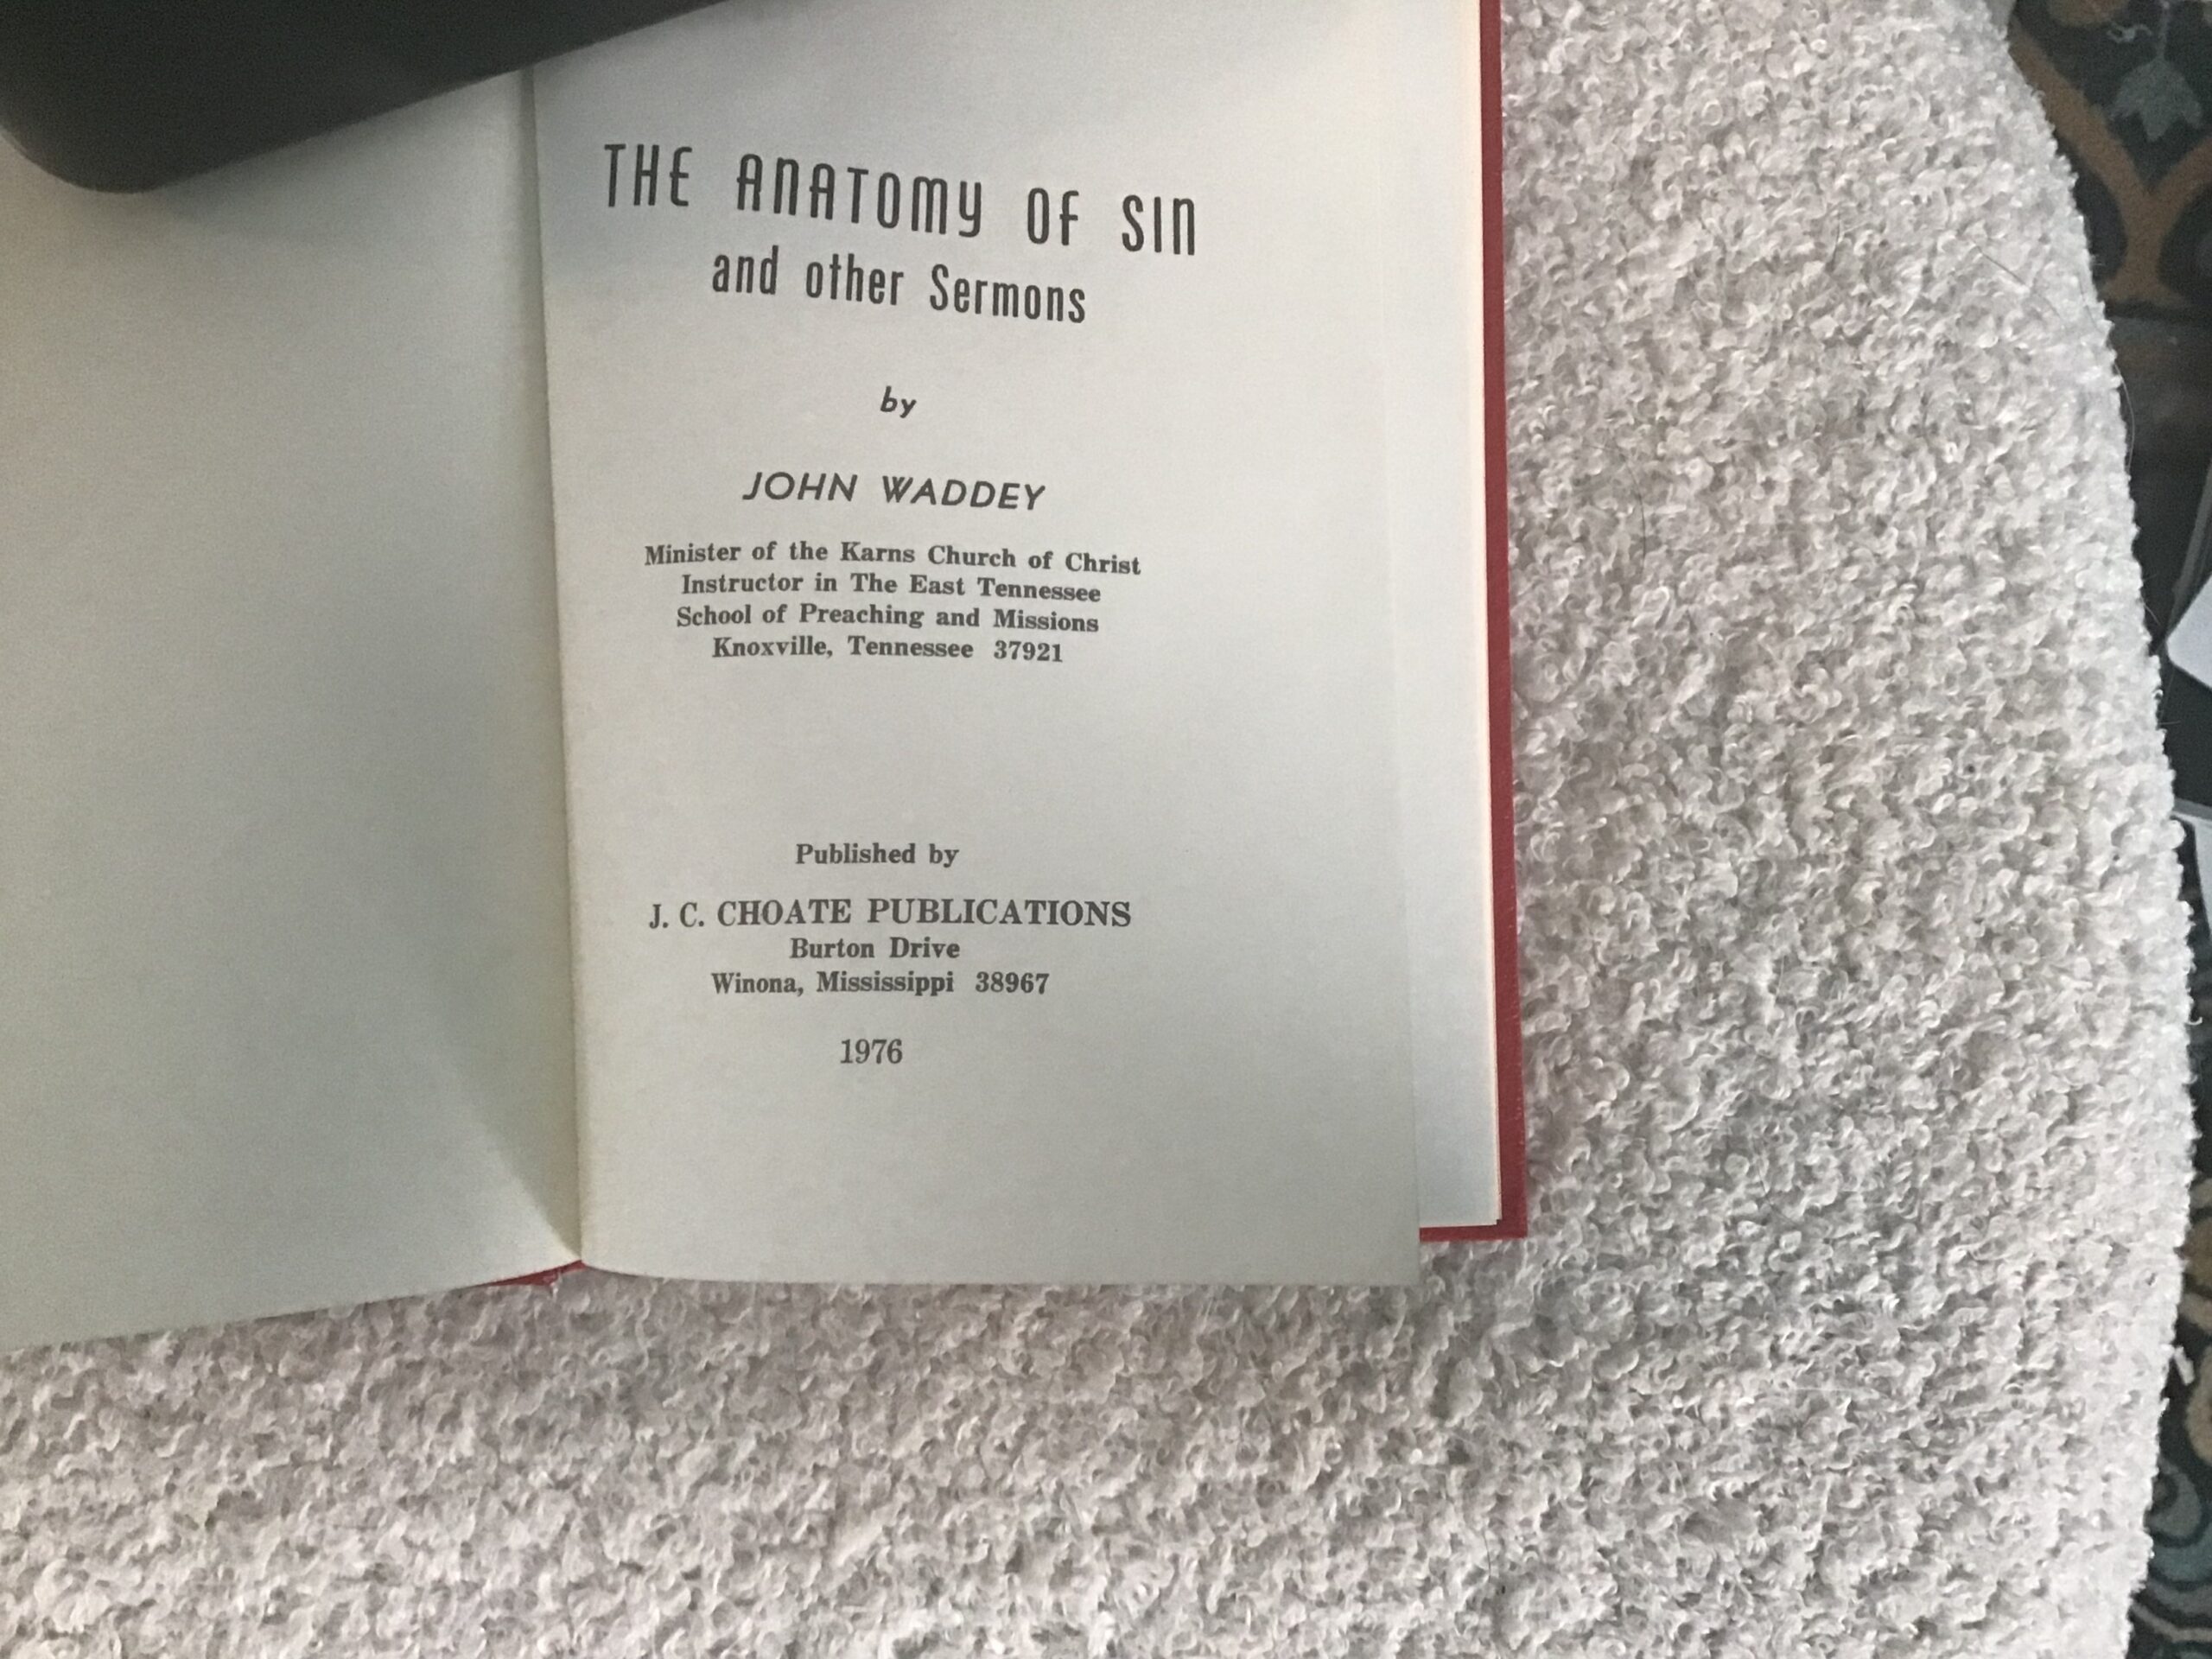 THE ANATOMY OF SIN
and other Sermons
by
JOHN WADDEY
Minister of the Karns Church of Christ
Instructor in The East Tennessee
School of Preaching and Missions
Knoxville, Tennessee 37921
Published by
J. C. CHOATE PUBLICATIONS
Burton Drive
Winona, Mississippi 38967
1976